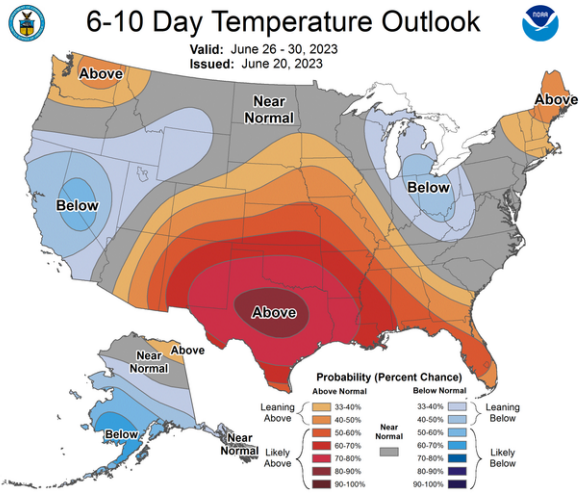 6-10 Day Temperature Outlook
Valid: June 26 - 30, 2023
Issued: June 20, 2023
NOAA
Above
Near
Normal
Above
Below
Below
Above
Near
Normal
Above
Below
Near
Normal
Probability (Percent Chance)
Above Normal
Below Normal
Leaning
Above
33-40%
40-50%
Likely
Above
50-60%
60-70%
70-80%
80-90%
90-100%
Near
Normal
33-40%
40-50%
Leaning
Below
50-60%
60-70%
70-80%
80-90%
90-100%
Likely
Below